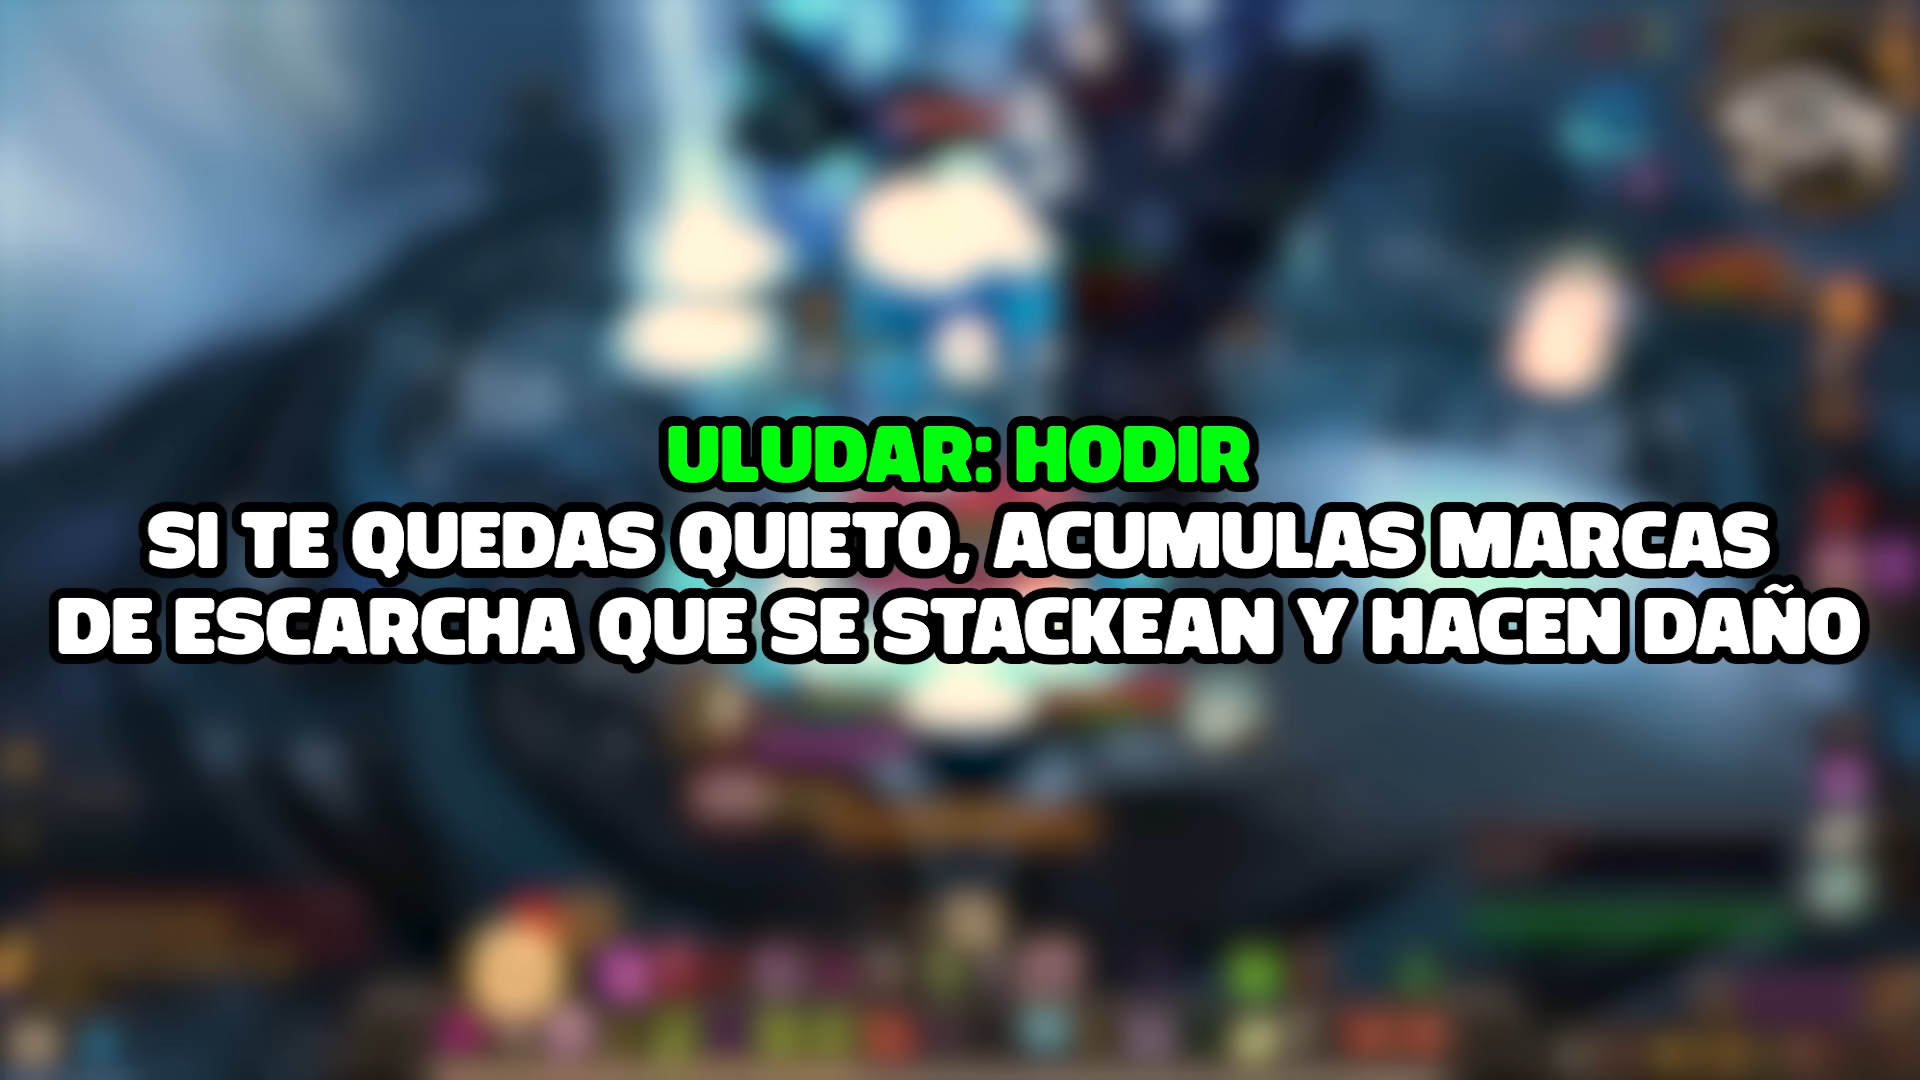 ULUDAR: HODIR
SI TE QUEDAS QUIETO, ACUMULAS MARCAS
DE ESCARCHA QUE SE STACKEAN Y HACEN DAÑO